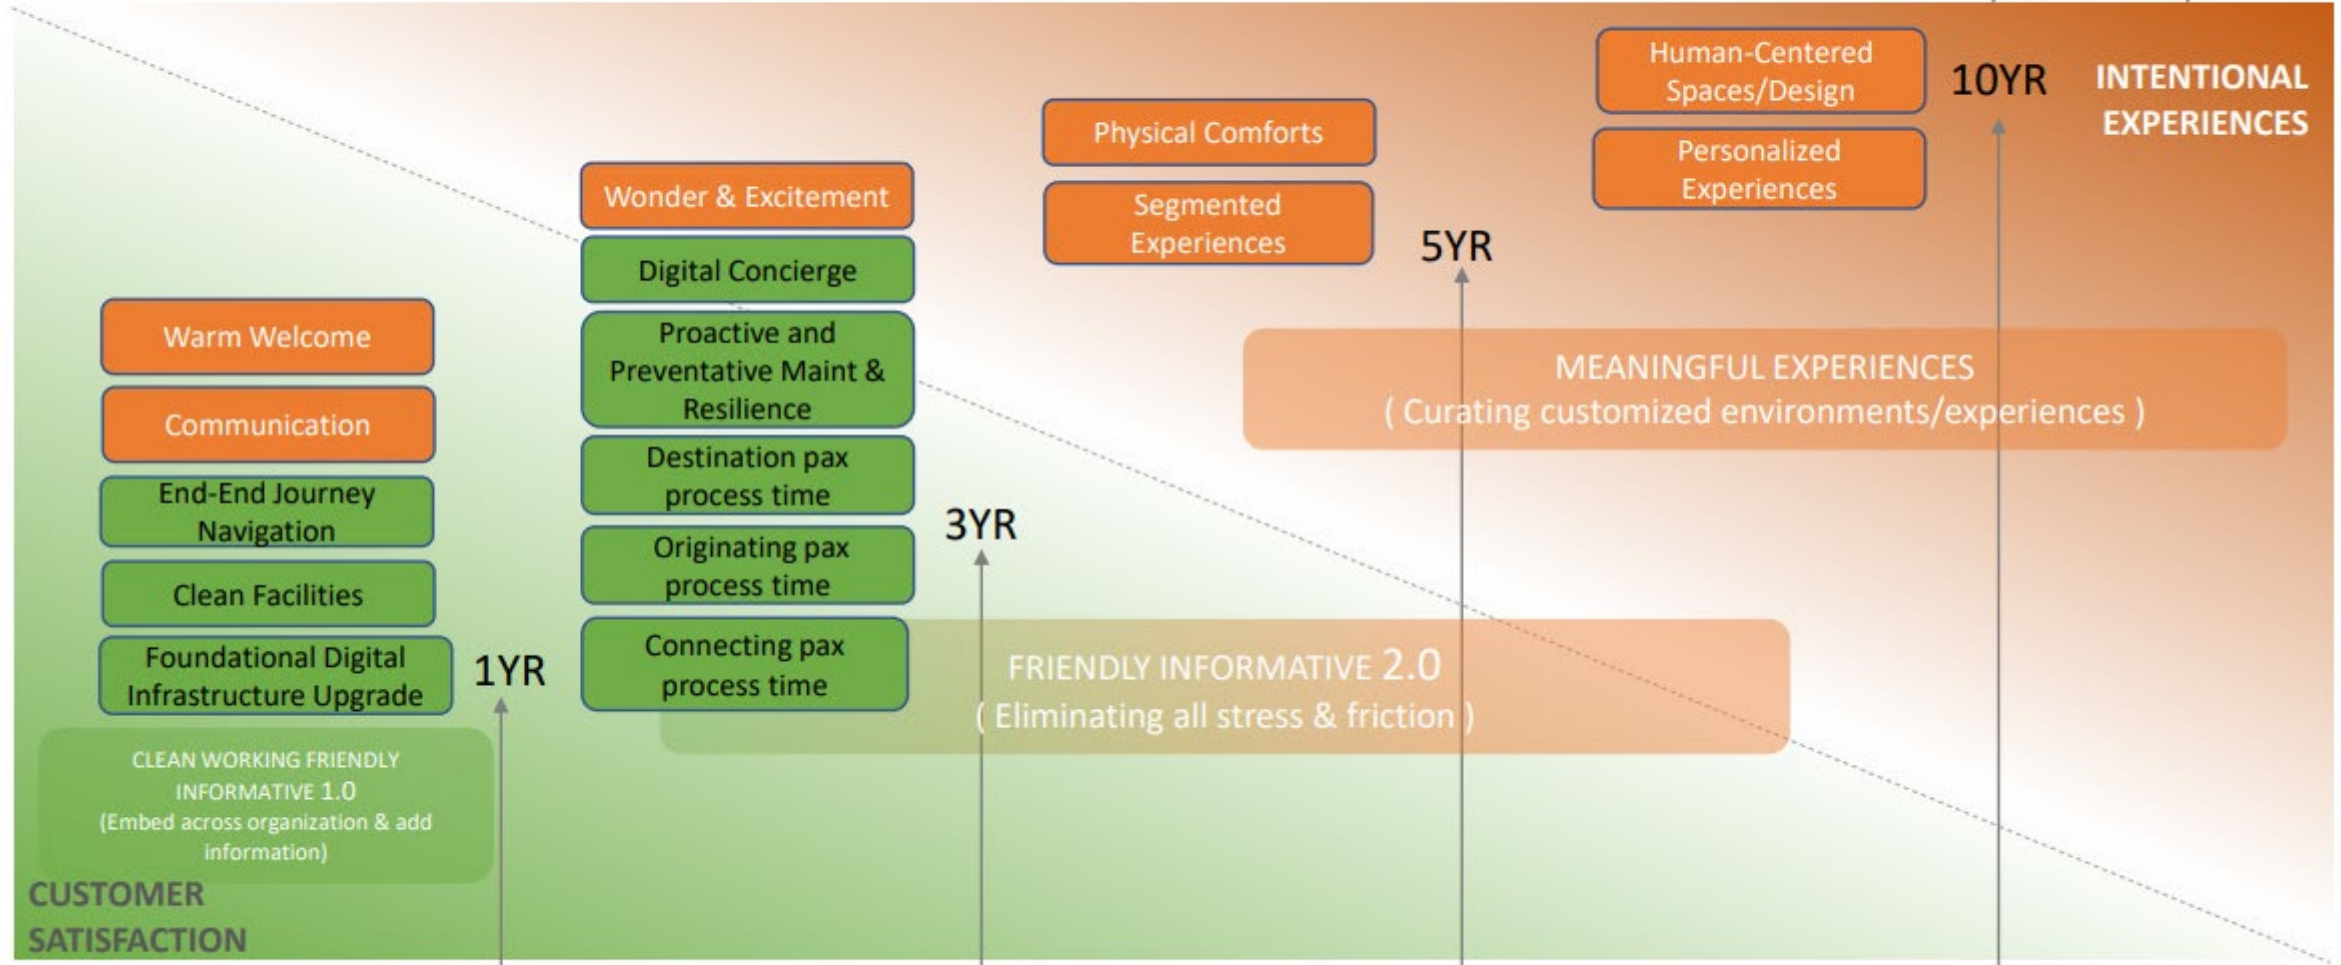 Warm Welcome
Communication
End-End Journey
Navigation
Clean Facilities
Foundational Digital
Infrastructure Upgrade
1YR
CLEAN WORKING FRIENDLY
INFORMATIVE 1.0
(Embed across organization & add
information)
CUSTOMER
SATISFACTION
Wonder & Excitement
Digital Concierge
Proactive and
Preventative Maint &
Resilience
Destination pax
process time
Originating pax
process time
Connecting pax
process time
3YR
FRIENDLY INFORMATIVE 2.0
( Eliminating all stress & friction )
Physical Comforts
Segmented
Experiences
5YR
MEANINGFUL EXPERIENCES
( Curating customized environments/experiences )
Human-Centered
Spaces/Design
Personalized
Experiences
10YR
INTENTIONAL
EXPERIENCES